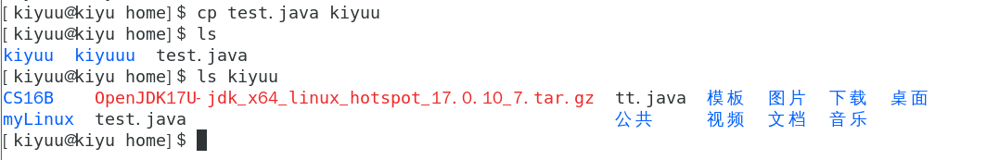 [kiyuu@kiyu home]$ cp test.java kiyuu
[kiyuu@kiyu home]$ ls
kiyuu  kiyuuu  test.java
[kiyuu@kiyu home]$ ls kiyuu
CS16B    OpenJDK17U-jdk_x64_linux_hotspot_17.0.10_7.tar.gz  tt.java  模板  图片  下载  桌面
myLinux  test.java                                          公共     视频  文档  音乐
[kiyuu@kiyu home]$